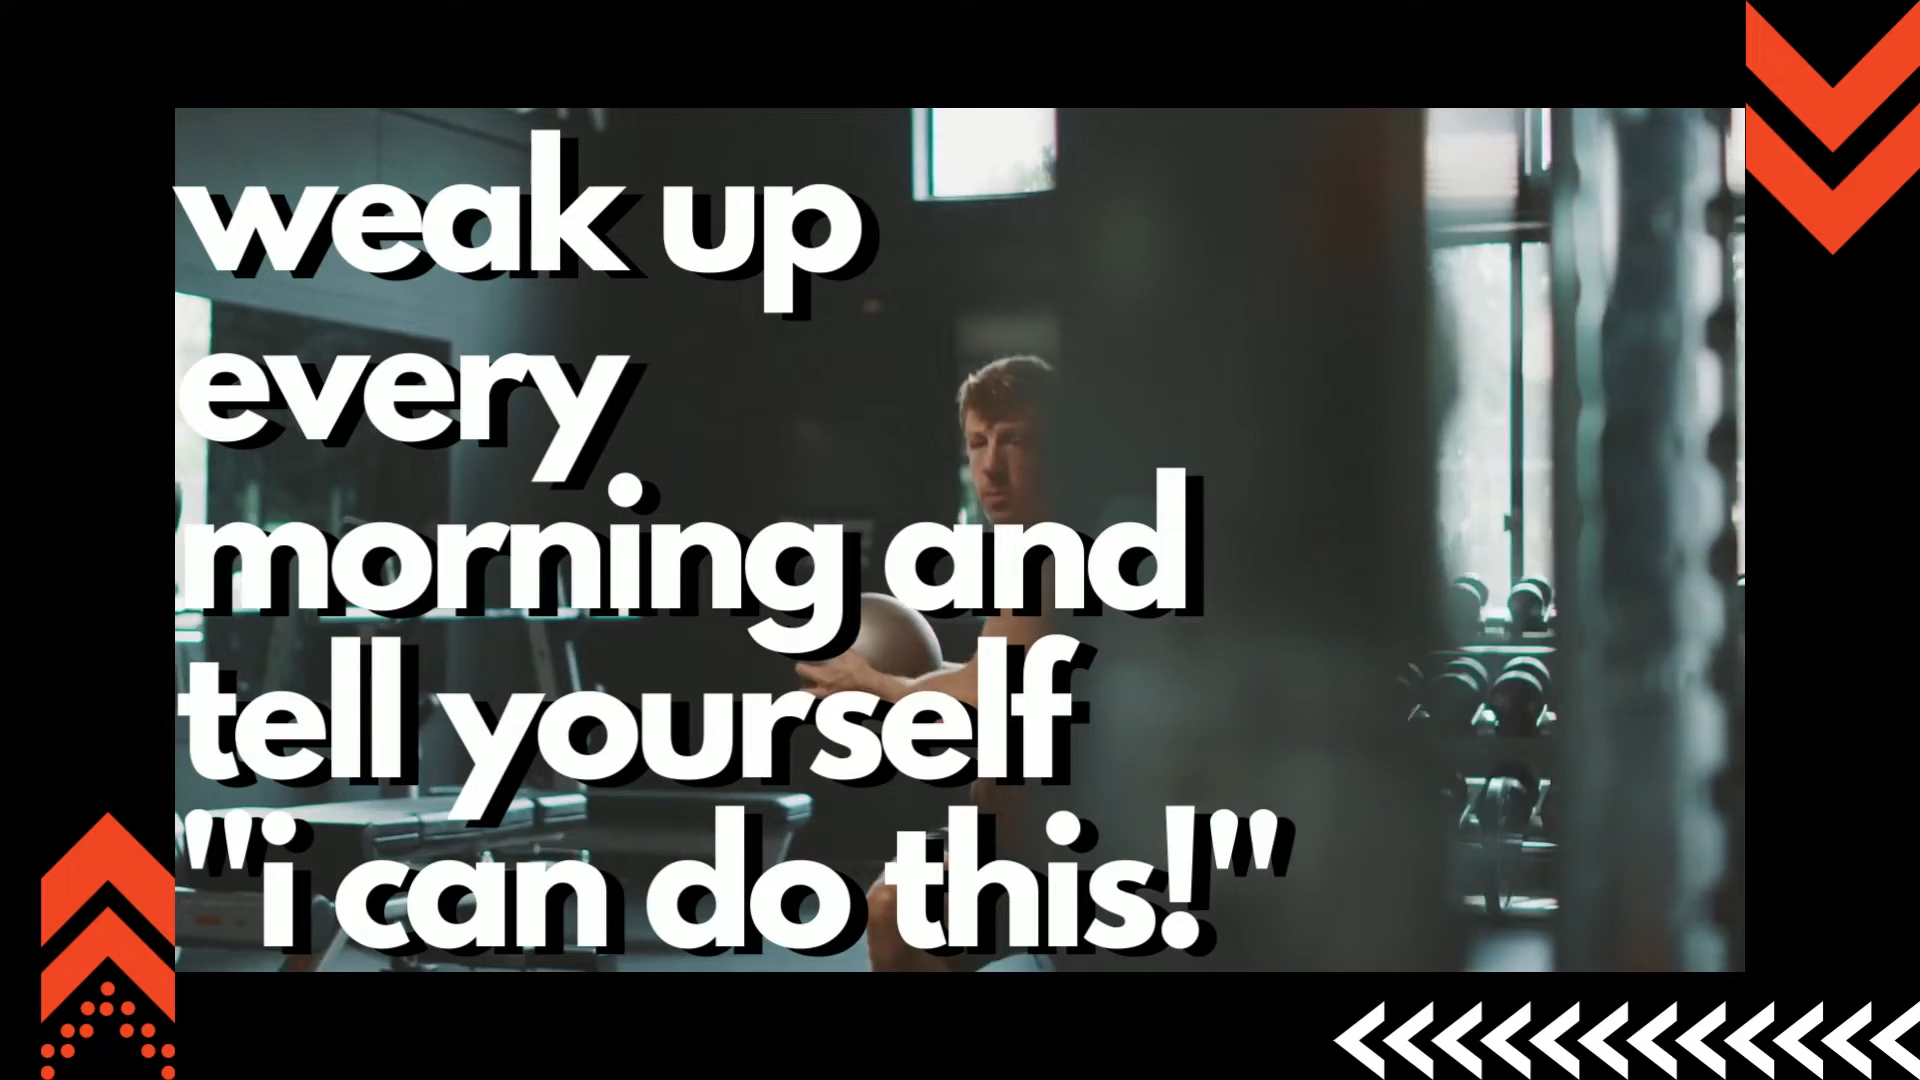 weak up
every
morning and
tell yourself
"i can do this!"